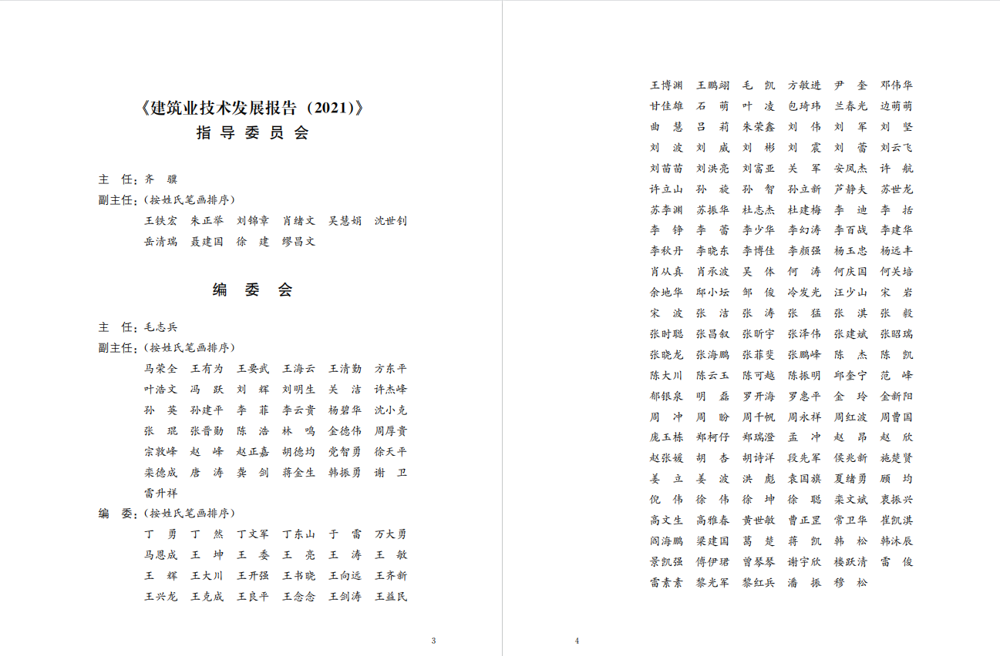 《建筑业技术发展报告（2021）》
指 导 委 员 会
主　任：齐　骥
副主任：（按姓氏笔画排序）
王铁宏　朱正举　刘锦章　肖绪文　吴慧娟　沈世钊
岳清瑞　聂建国　徐　建　缪昌文
编　委　会
主　任：毛志兵
副主任：（按姓氏笔画排序）
马荣全　王有为　王要武　王海云　王清勤　方东平
叶浩文　冯　跃　刘　辉　刘明生　关　洁　许杰峰
孙　英　孙建平　李　菲　李云贵　杨碧华　沈小克
张　琨　张晋勋　陈　浩　林　鸣　金德伟　周厚贵
宗敦峰　赵　峰　赵正嘉　胡德均　党智勇　徐天平
栾德成　唐　涛　龚　剑　蒋金生　韩振勇　谢　卫
雷升祥
编　委：（按姓氏笔画排序）
丁　勇　丁　然　丁文军　丁东山　于　雷　万大勇
马恩成　王　坤　王　委　王　亮　王　涛　王　敏
王　辉　王大川　王开强　王书晓　王向远　王齐新
王兴龙　王克成　王良平　王念念　王剑涛　王益民
3
王博渊　王鹏翊　毛　凯　方敏进　尹　奎　邓伟华
甘佳雄　石　萌　叶　凌　包琦玮　兰春光　边萌萌
曲　慧　吕　莉　朱荣鑫　刘　伟　刘　军　刘　坚
刘　波　刘　威　刘　彬　刘　震　刘　蕾　刘云飞
刘苗苗　刘洪亮　刘富亚　关　军　安凤杰　许　航
许立山　孙　旋　孙　智　孙立新　芦静夫　苏世龙
苏李渊　苏振华　杜志杰　杜建梅　李　迪　李　括
李　铮　李　蕾　李少华　李幻涛　李百战　李建华
李秋丹　李晓东　李博佳　李颜强　杨玉忠　杨远丰
肖从真　肖承波　吴　体　何　涛　何庆国　何关培
余地华　邸小坛　邹　俊　冷发光　汪少山　宋　岩
宋　波　张　洁　张　涛　张　猛　张　淇　张　毅
张时聪　张昌叙　张昕宇　张泽伟　张建斌　张昭瑞
张晓龙　张海鹏　张菲斐　张鹏峰　陈　杰　陈　凯
陈大川　陈云玉　陈可越　陈振明　邱奎宁　范　峰
郁银泉　明　磊　罗开海　罗惠平　金　玲　金新阳
周　冲　周　盼　周千帆　周永祥　周红波　周曹国
庞玉栋　郑柯仔　郑瑞澄　孟　冲　赵　昂　赵　欣
赵张媛　胡　杏　胡诗洋　段先军　侯兆新　施楚贤
姜　立　姜　波　洪　彪　袁国旗　夏绪勇　顾　均
倪　伟　徐　伟　徐　坤　徐　聪　栾文斌　衷振兴
高文生　高雅春　黄世敏　曹正罡　常卫华　崔凯淇
阎海鹏　梁建国　葛　楚　蒋　凯　韩　松　韩沐辰
景凯强　傅伊珺　曾琴琴　谢宇欣　楼跃清　雷　俊
雷素素　黎光军　黎红兵　潘　振　穆　松
4